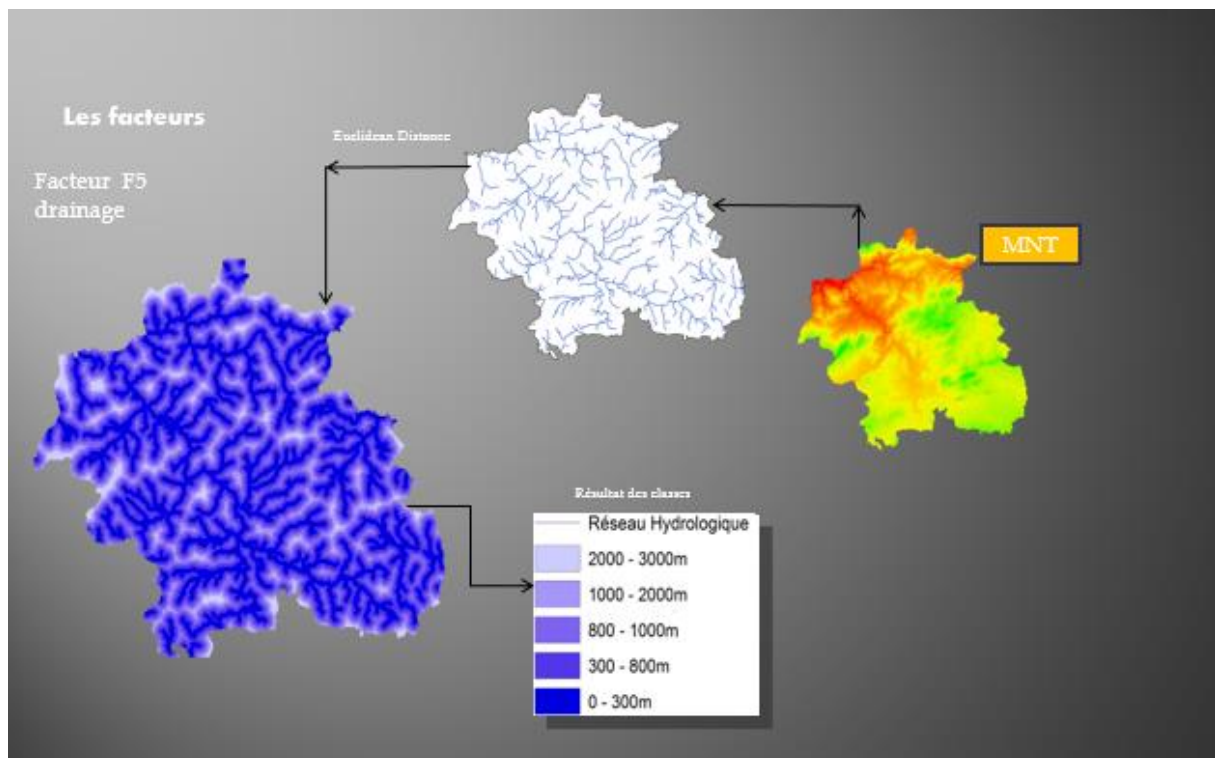 Les facteurs
Facteur F5
drainage
Euclidean Distance
MNT
Résultat des classes
Réseau Hydrologique
2000 - 3000m
1000 - 2000m
800 - 1000m
300 - 800m
0 - 300m